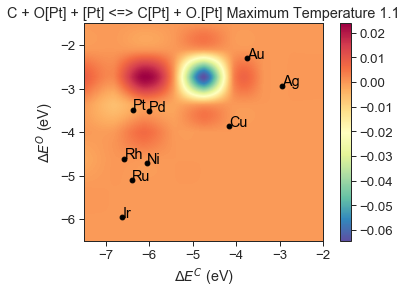 C + O[Pt] + [Pt] <=> C[Pt] + O.[Pt] Maximum Temperature 1.1
−2
−3
−4
−5
−6
ΔE^O (eV)
Au
Ag
Pt
Pd
Cu
Rh
Ni
Ru
Ir
−7
−6
−5
−4
−3
−2
ΔE^C (eV)
0.02
0.01
0.00
−0.01
−0.02
−0.03
−0.04
−0.05
−0.06